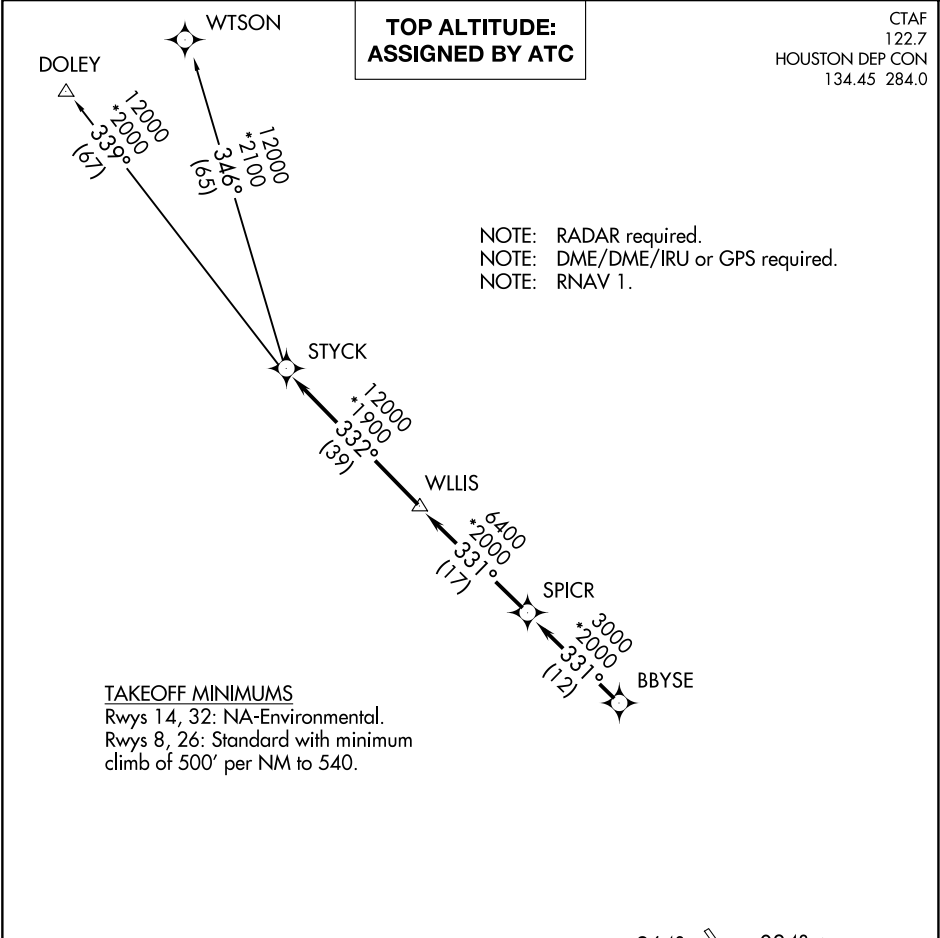 TOP ALTITUDE:
ASSIGNED BY ATC
CTAF
122.7
HOUSTON DEP CON
134.45 284.0
WTSON
DOLEY
12000
*2000
339°
(67)
12000
*2100
346°
(65)
NOTE: RADAR required.
NOTE: DME/DME/IRU or GPS required.
NOTE: RNAV 1.
STYCK
12000
*1900
332°
(39)
WLLIS
6400
*2000
331°
(17)
SPICR
3000
*2000
331°
(12)
BBYSE
TAKEOFF MINIMUMS
Rwys 14, 32: NA-Environmental.
Rwys 8, 26: Standard with minimum
climb of 500' per NM to 540.